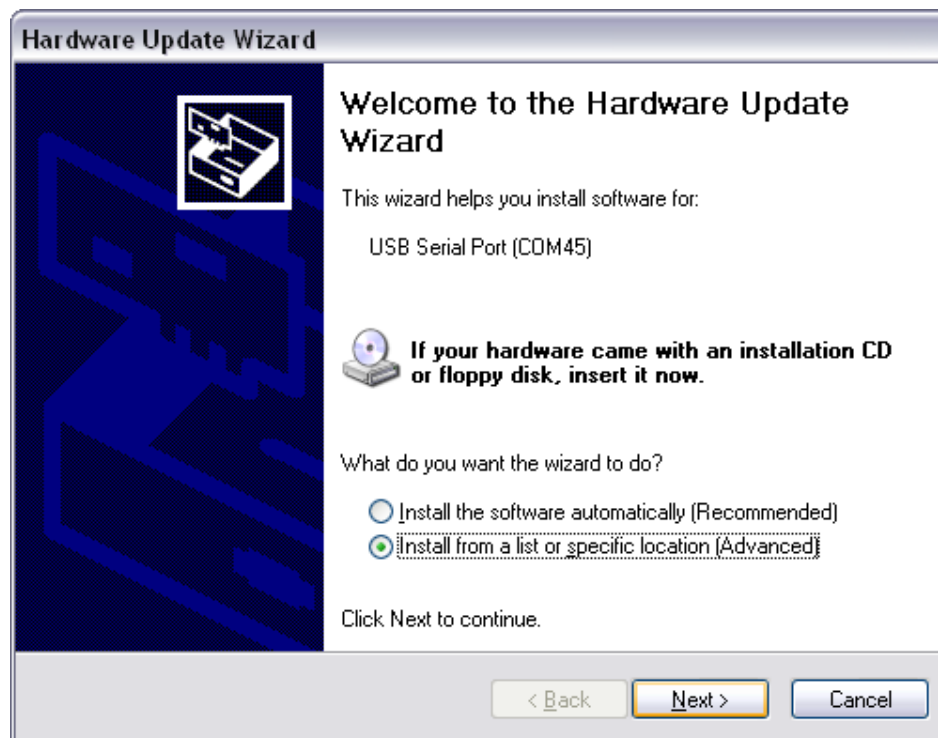 Hardware Update Wizard
Welcome to the Hardware Update
Wizard
This wizard helps you install software for:
USB Serial Port (COM45)
If your hardware came with an installation CD
or floppy disk, insert it now.
What do you want the wizard to do?
Install the software automatically (Recommended)
Install from a list or specific location (Advanced)
Click Next to continue.
< Back
Next >
Cancel